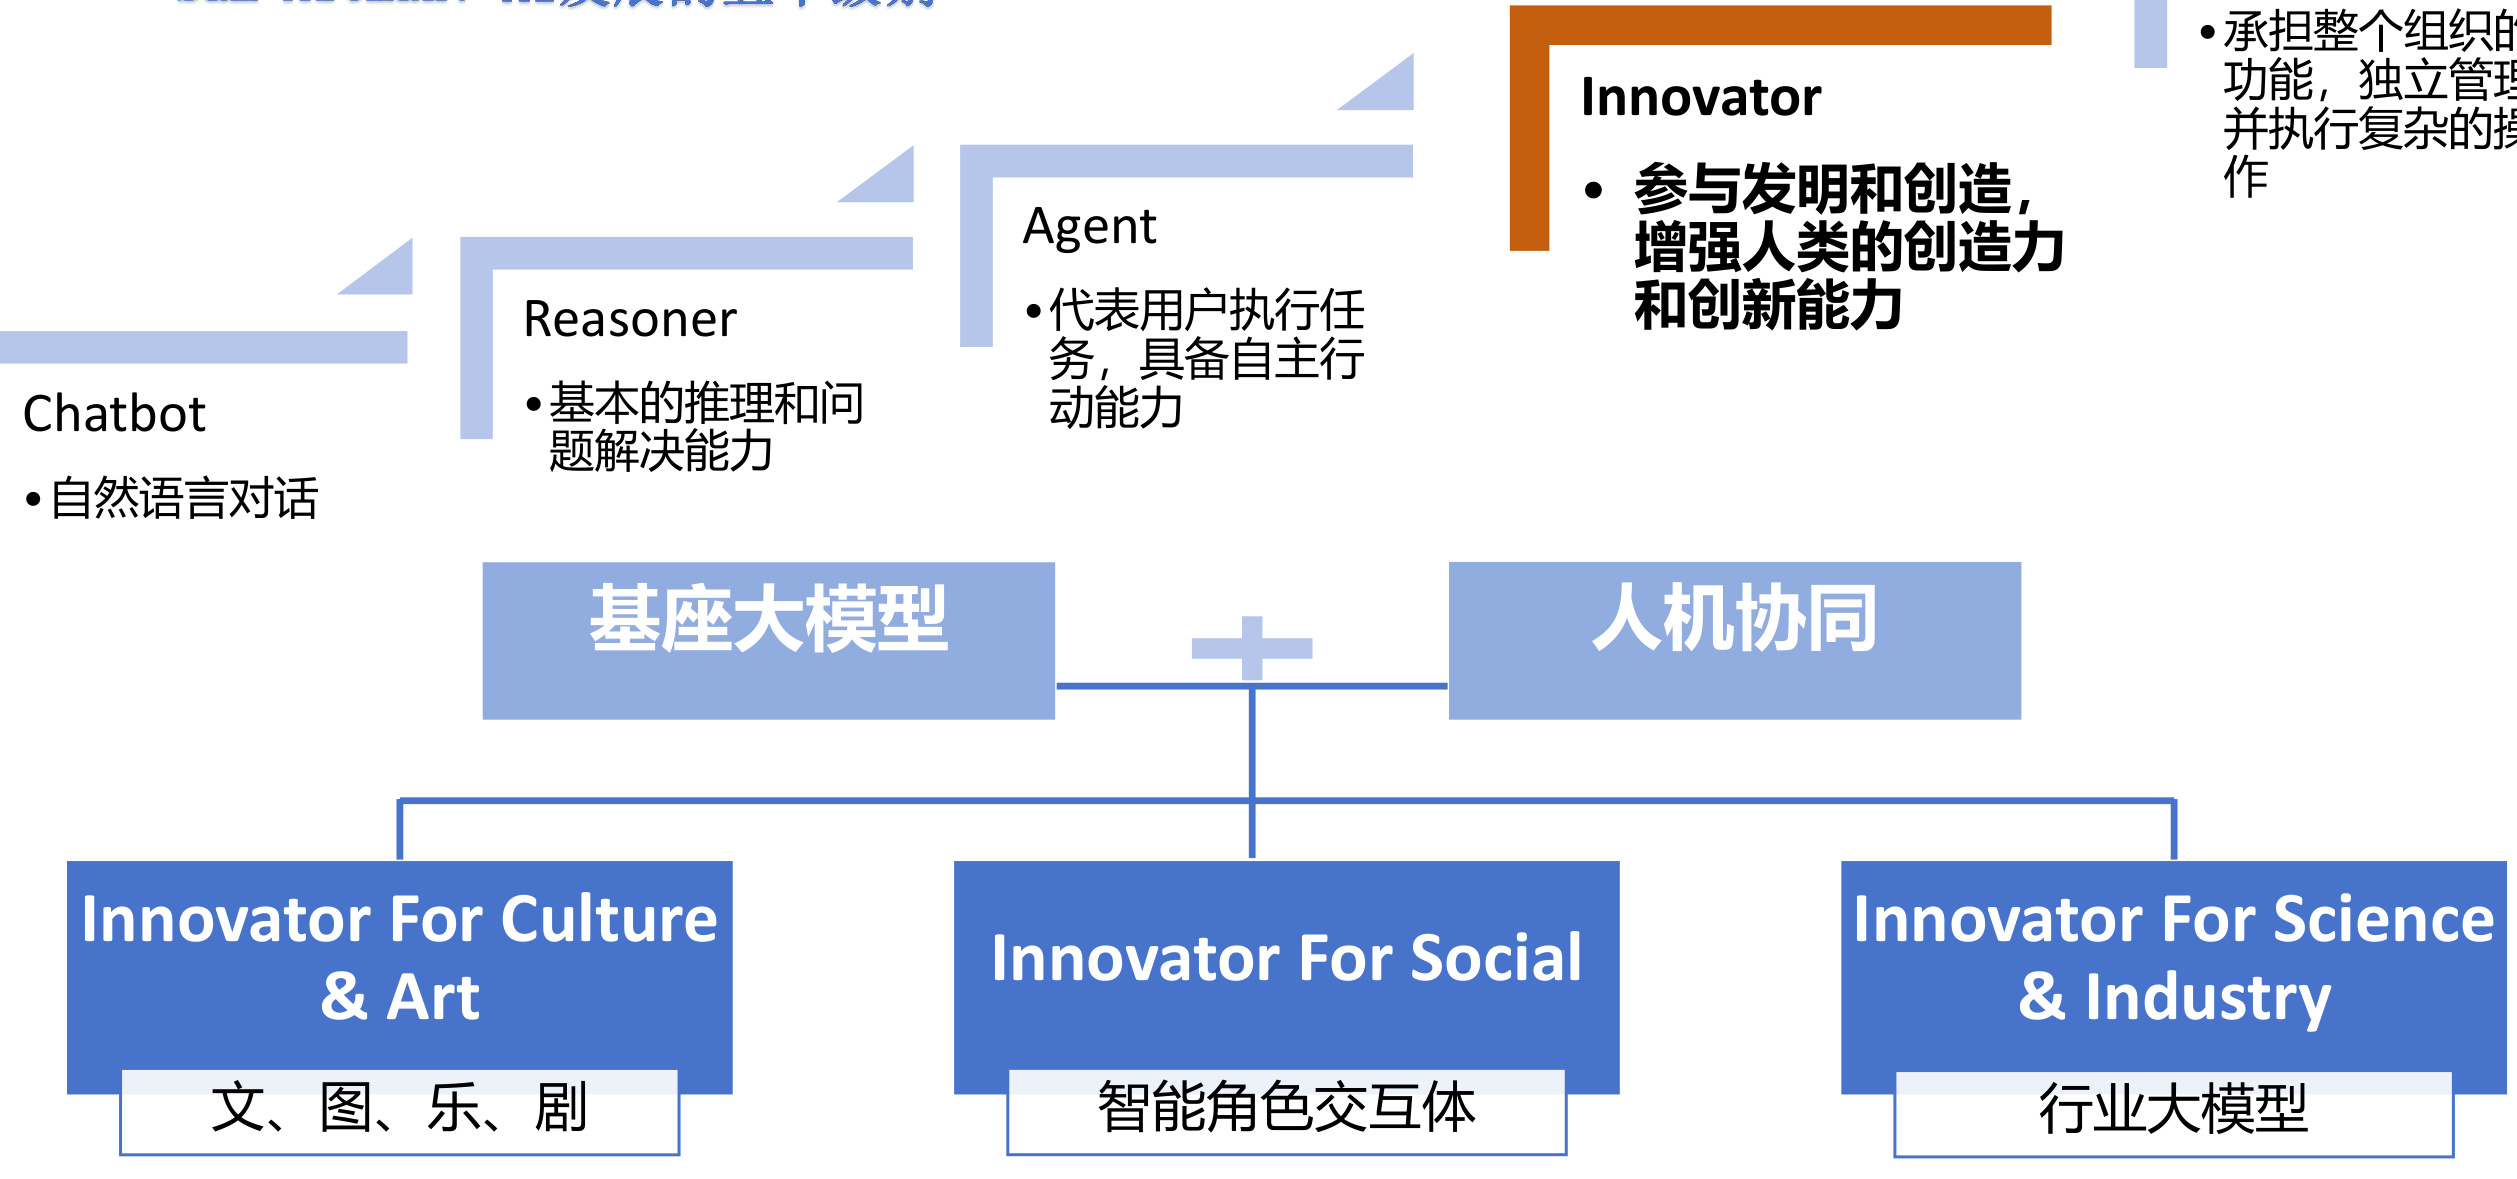 Innovator
• 参与发明和创造，
增强人类的创造力
和创新能力
• 承担整个组织的
功能，独立管理
并执行复杂的操
作
Agent
• 代表用户执行任
务，具备自主行
动能力
Reasoner
• 基本的推理和问
题解决能力
Chatbot
• 自然语言对话
基座大模型
人机协同
Innovator For Culture
& Art
Innovator For Social
Innovator For Science
& Industry
文、图、乐、剧
智能角色交互体
行业大模型